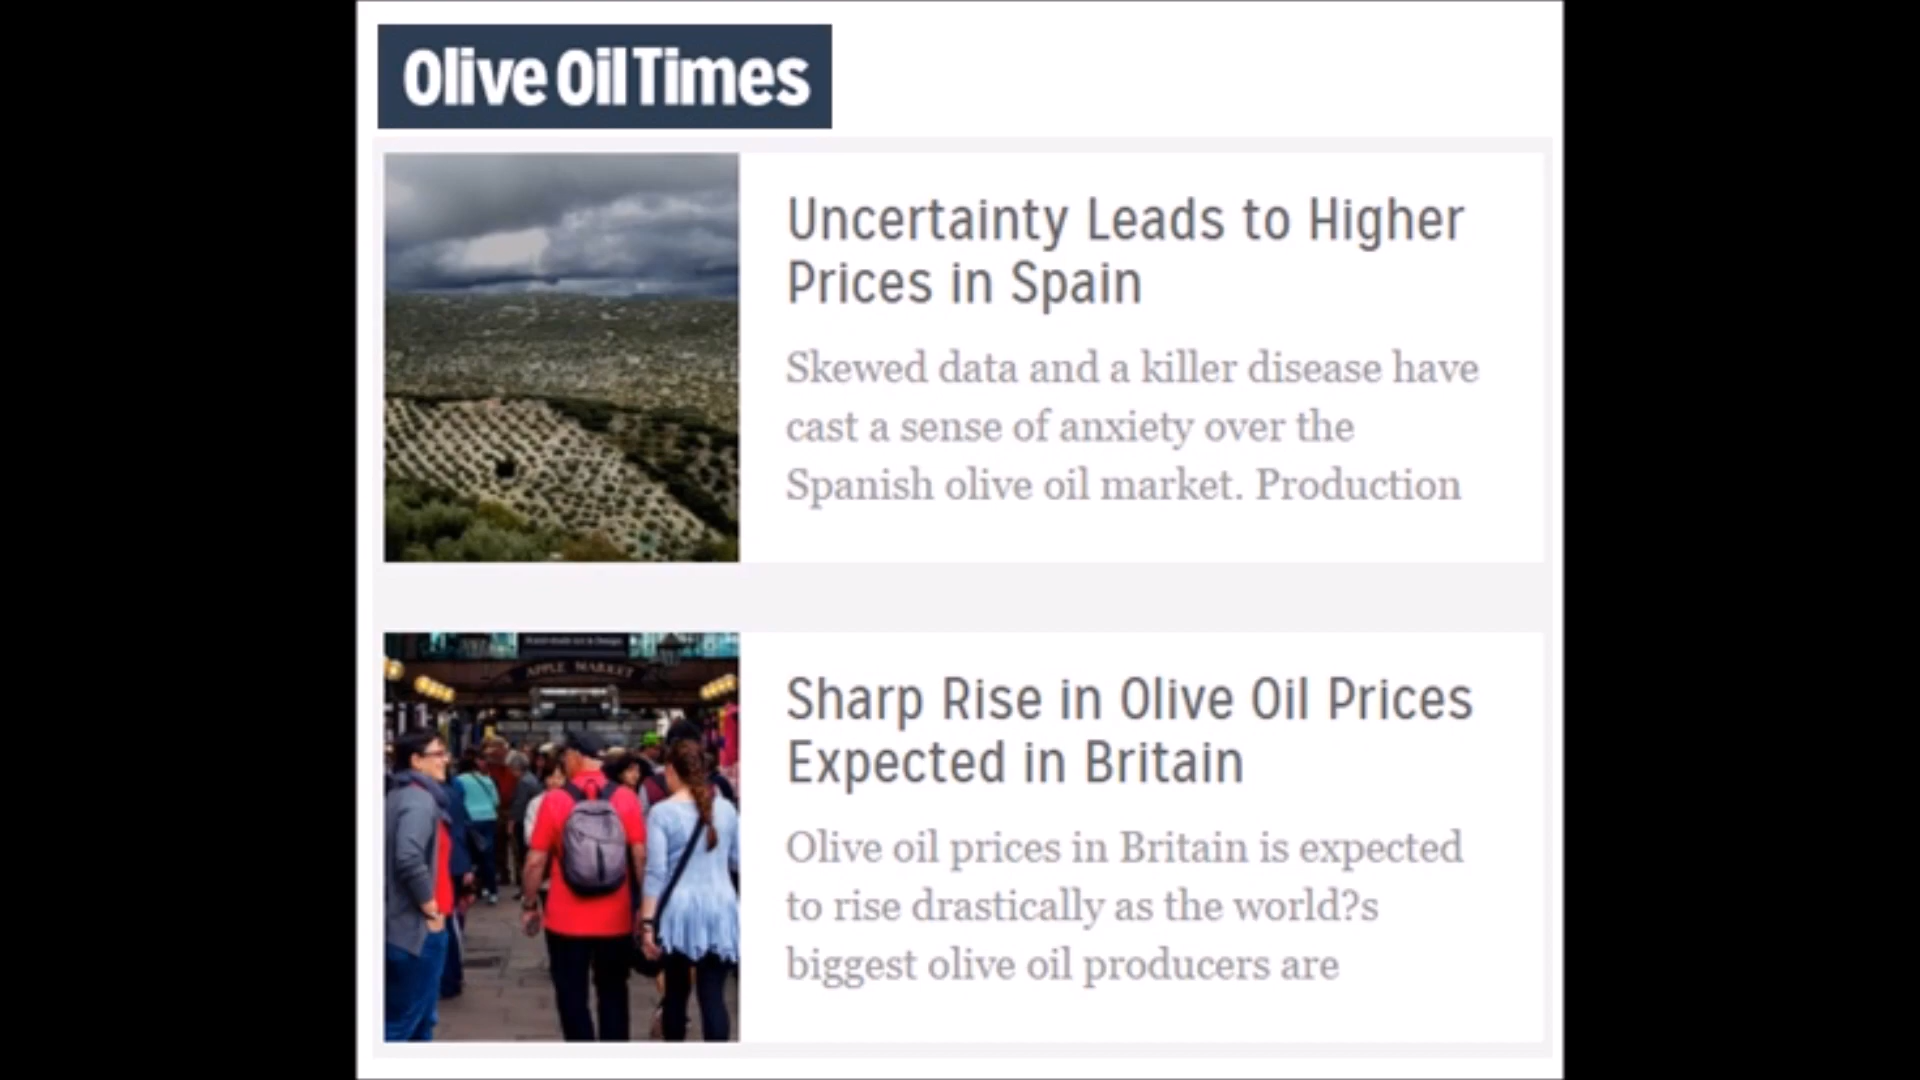 Olive Oil Times
Uncertainty Leads to Higher
Prices in Spain
Skewed data and a killer disease have
cast a sense of anxiety over the
Spanish olive oil market. Production
APPLE MARKET
Sharp Rise in Olive Oil Prices
Expected in Britain
Olive oil prices in Britain is expected
to rise drastically as the world?s
biggest olive oil producers are